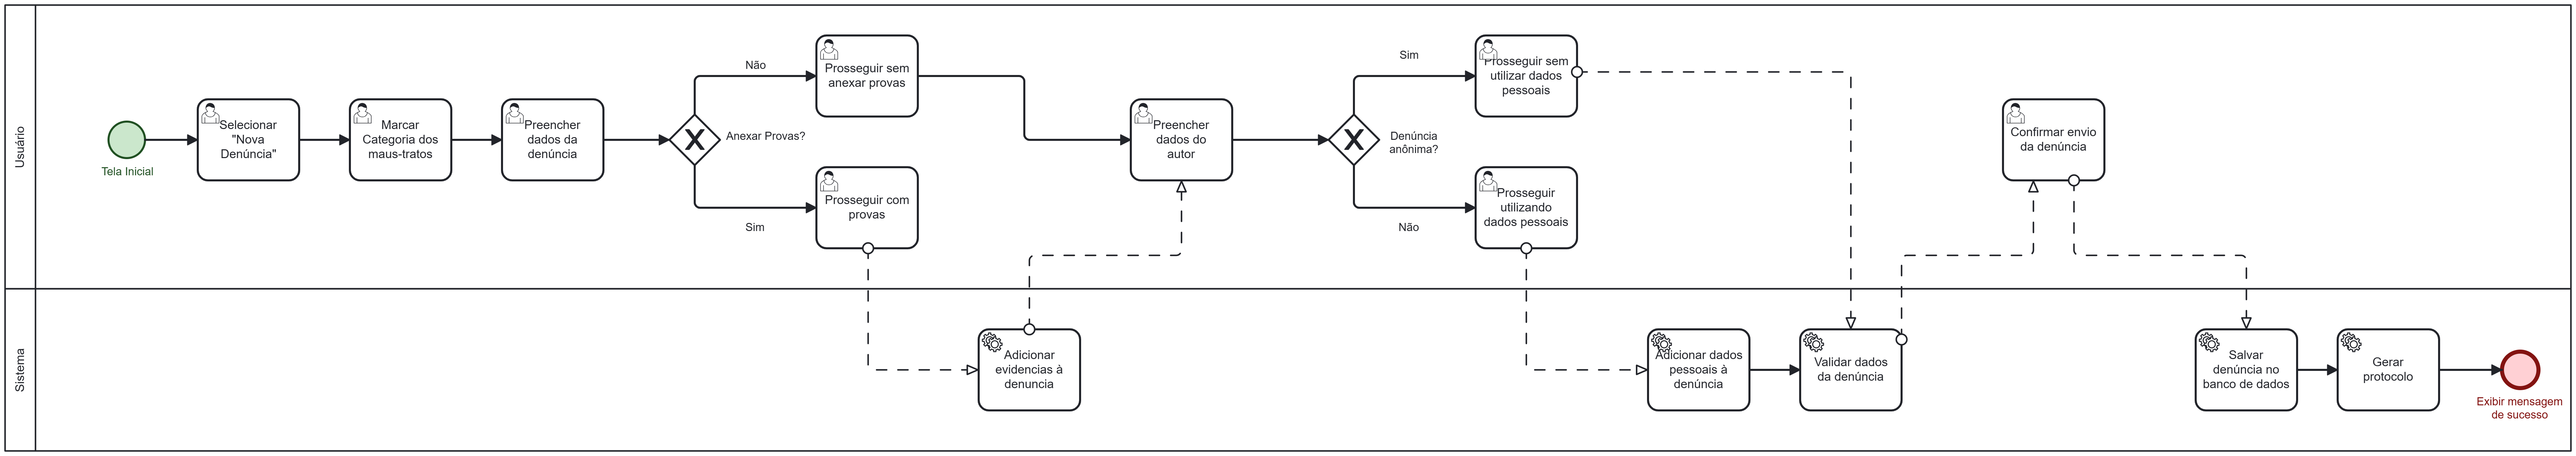 Usuário
Tela Inicial
Selecionar
"Nova
Denúncia"
Marcar
Categoria dos
maus-tratos
Preencher
dados da
denúncia
Anexar Provas?
Não
Sim
Prosseguir sem
anexar provas
Prosseguir com
provas
Preencher
dados do
autor
Denúncia
anônima?
Sim
Não
Prosseguir sem
utilizar dados
pessoais
Prosseguir
utilizando
dados pessoais
Confirmar envio
da denúncia
Sistema
Adicionar
evidencias à
denuncia
Adicionar dados
pessoais à
denúncia
Validar dados
da denúncia
Salvar
denúncia no
banco de dados
Gerar
protocolo
Exibir mensagem
de sucesso